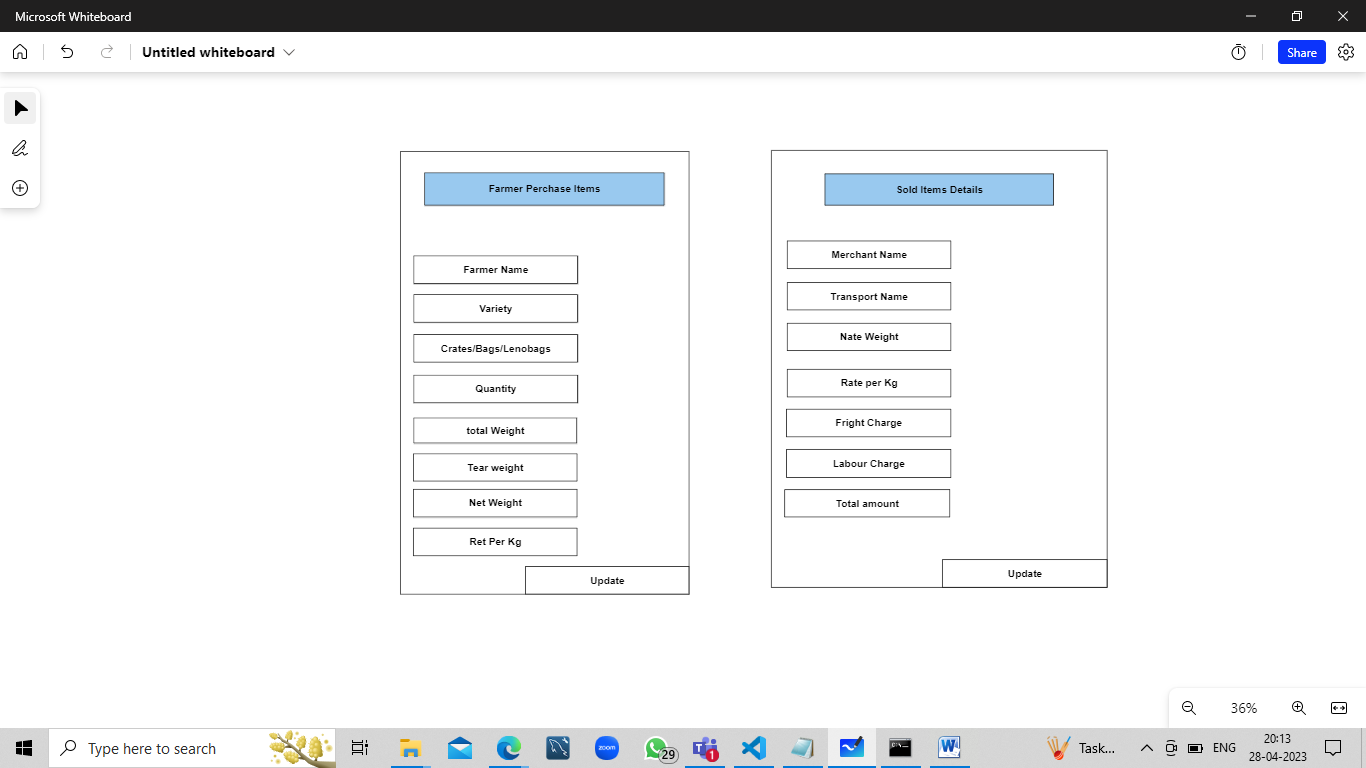 Microsoft Whiteboard
Untitled whiteboard
Share
Farmer Perchase Items
Farmer Name
Variety
Crates/Bags/Lenobags
Quantity
total Weight
Tear weight
Net Weight
Ret Per Kg
Update
Sold Items Details
Merchant Name
Transport Name
Nate Weight
Rate per Kg
Fright Charge
Labour Charge
Total amount
Update
36%
Type here to search
zoom
29
1
W
Task...
ENG
20:13
28-04-2023